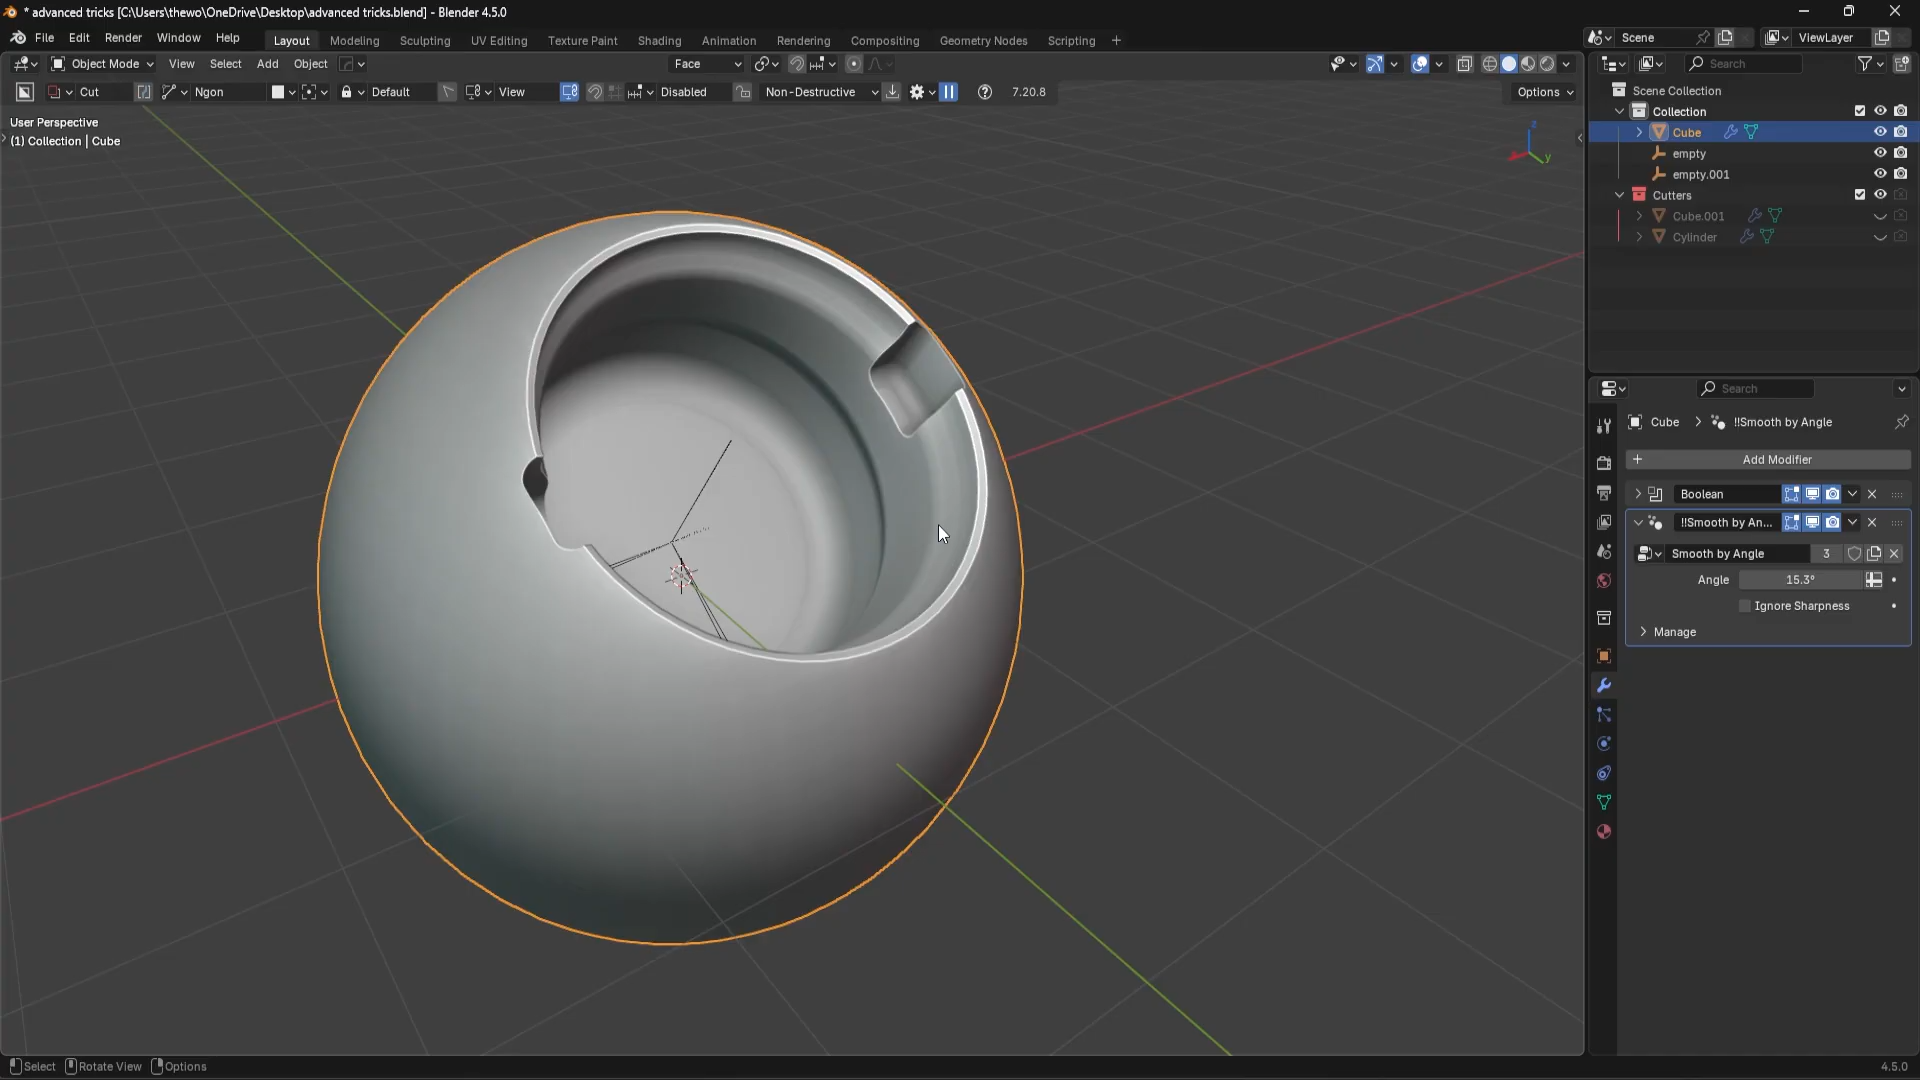 * advanced tricks [C:\Users\thewo\OneDrive\Desktop\advanced tricks.blend] - Blender 4.5.0
File Edit Render Window Help Layout Modeling Sculpting UV Editing Texture Paint Shading Animation Rendering Compositing Geometry Nodes Scripting + Scene ViewLayer
Object Mode View Select Add Object Face Search
Cut Ngon Default View Disabled Non-Destructive 7.20.8 Options
User Perspective
(1) Collection | Cube
Z
Y
Scene Collection
Collection
Cube
empty
empty.001
Cutters
Cube.001
Cylinder
Search
Cube > !!Smooth by Angle
+ Add Modifier
Boolean
!!Smooth by An...
Smooth by Angle 3
Angle 15.3°
Ignore Sharpness
Manage
Select Rotate View Options 4.5.0